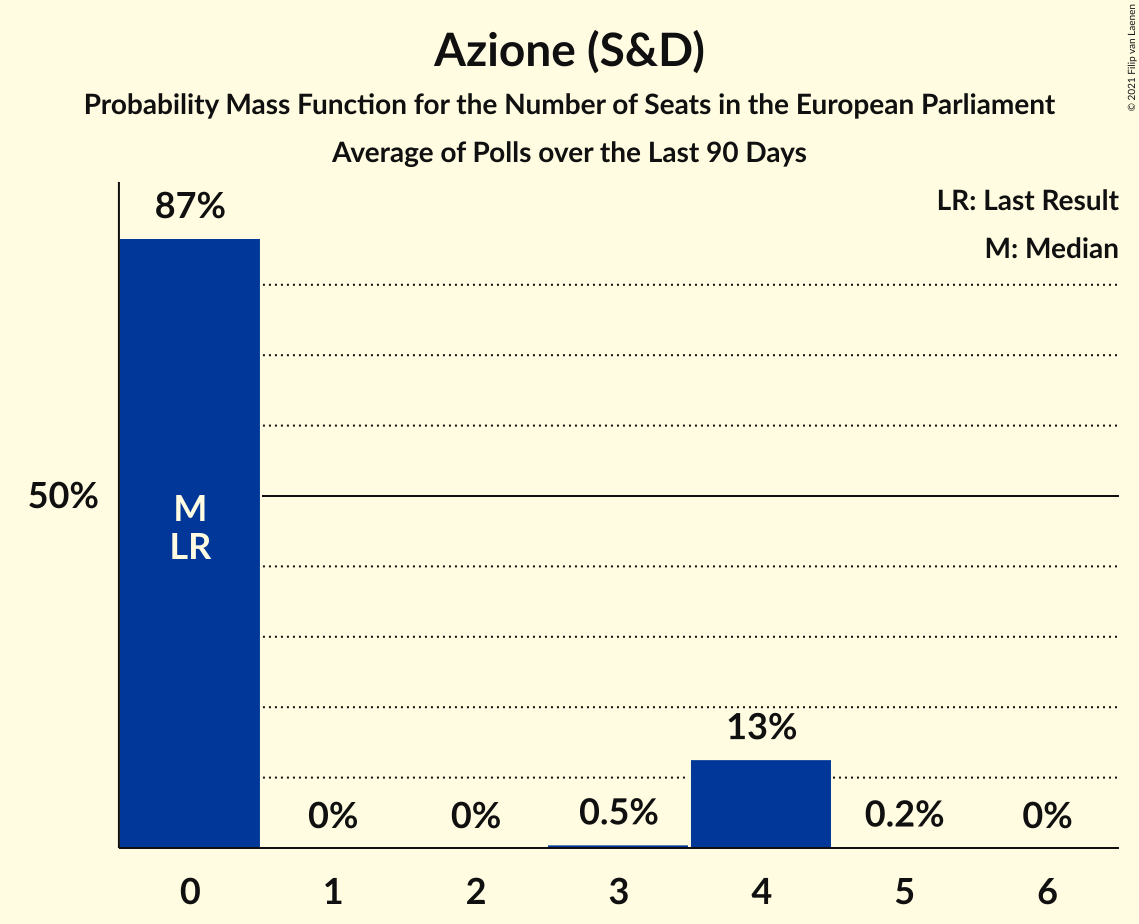 Azione (S&D)
Probability Mass Function for the Number of Seats in the European Parliament
Average of Polls over the Last 90 Days
© 2021 Filip van Laenen
LR: Last Result
M: Median
87%
50%
M
LR
0%
0%
0.5%
13%
0.2%
0%
0
1
2
3
4
5
6